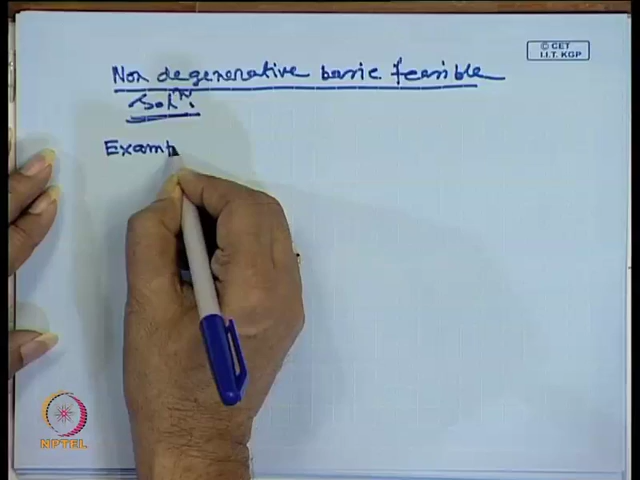 Non degenerative basic feasible
Solⁿ.
Examp
© CET
I.I.T. KGP
NPTEL